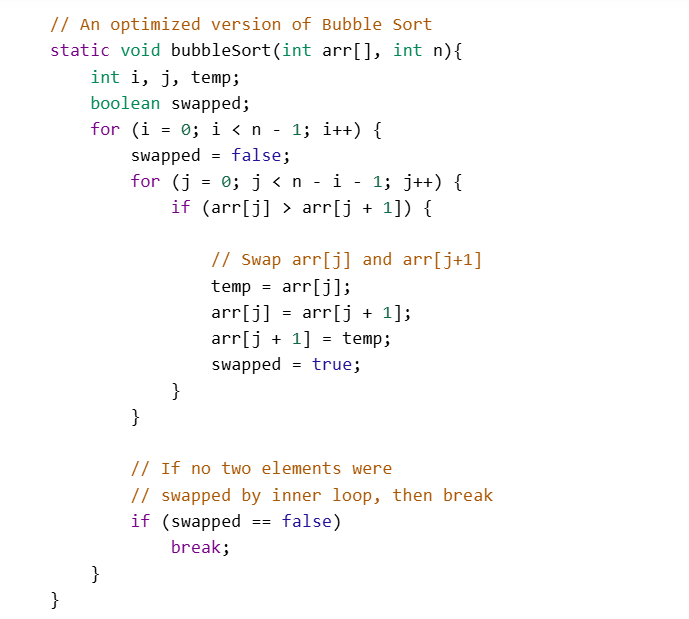 // An optimized version of Bubble Sort
static void bubbleSort(int arr[], int n){
    int i, j, temp;
    boolean swapped;
    for (i = 0; i < n - 1; i++) {
        swapped = false;
        for (j = 0; j < n - i - 1; j++) {
            if (arr[j] > arr[j + 1]) {

                // Swap arr[j] and arr[j+1]
                temp = arr[j];
                arr[j] = arr[j + 1];
                arr[j + 1] = temp;
                swapped = true;
            }
        }

        // If no two elements were
        // swapped by inner loop, then break
        if (swapped == false)
            break;
    }
}